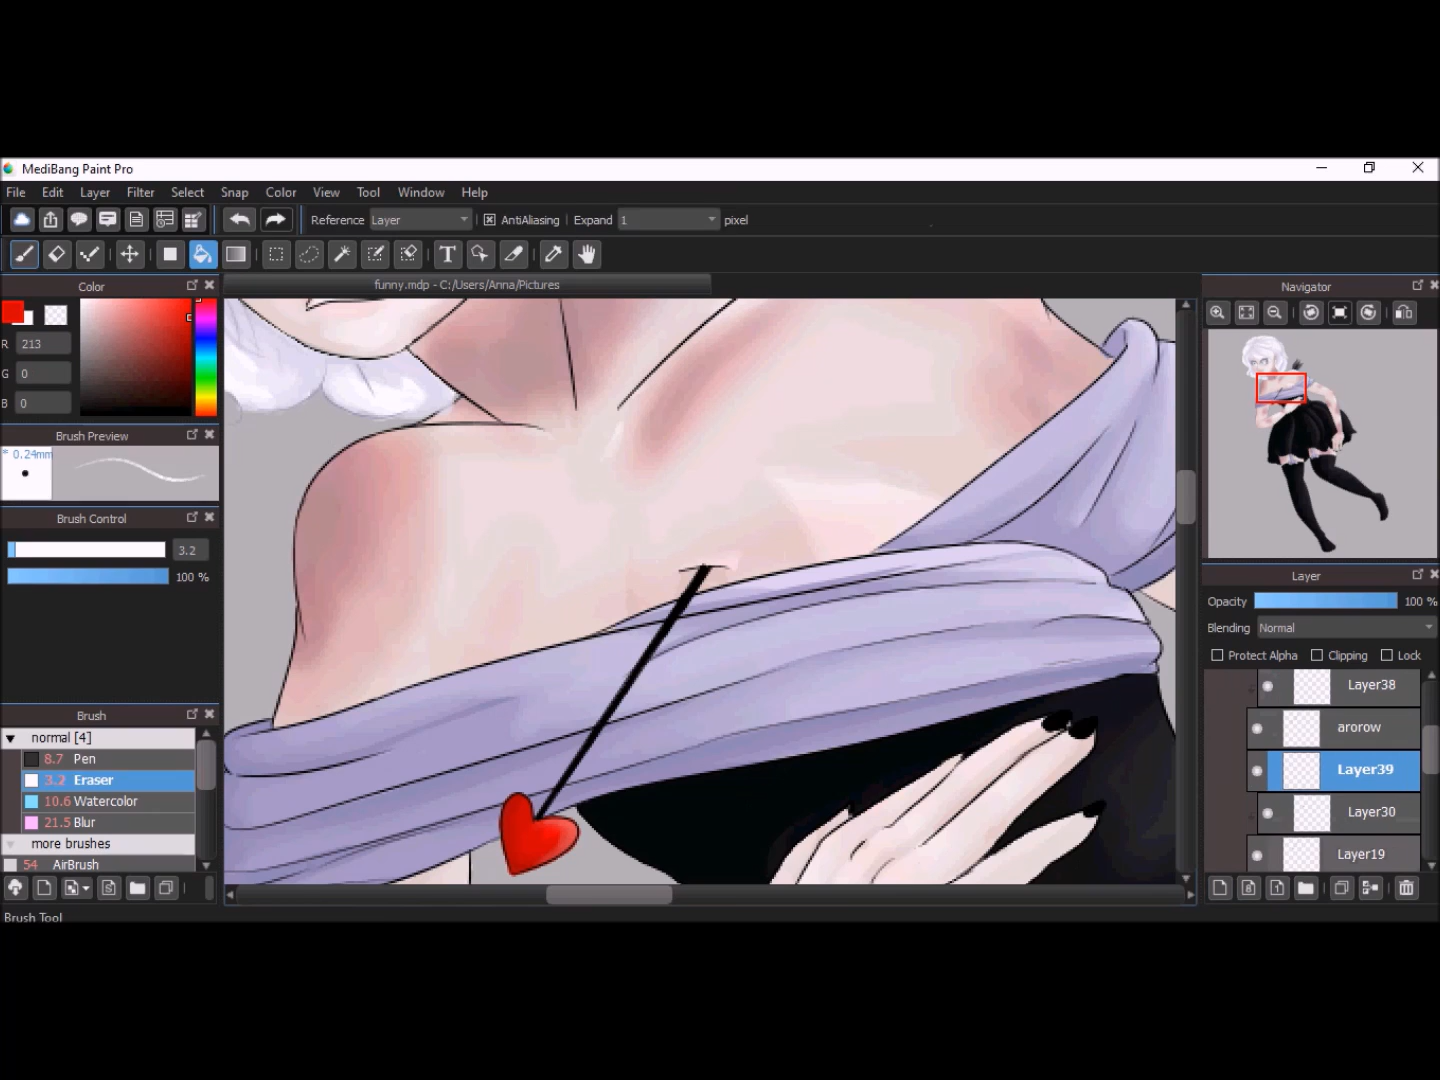 MediBang Paint Pro
File Edit Layer Filter Select Snap Color View Tool Window Help
Reference Layer AntiAliasing Expand 1 pixel
T
Color
funny.mdp - C:/Users/Anna/Pictures
Navigator
R 213
G 0
B 0
Brush Preview
* 0.24mm
Brush Control
3.2
100 %
Layer
Opacity 100 %
Blending Normal
Protect Alpha Clipping Lock
Layer38
arorow
Layer39
Layer30
Layer19
Brush
normal [4]
8.7 Pen
3.2 Eraser
10.6 Watercolor
21.5 Blur
more brushes
54 AirBrush
Brush Tool